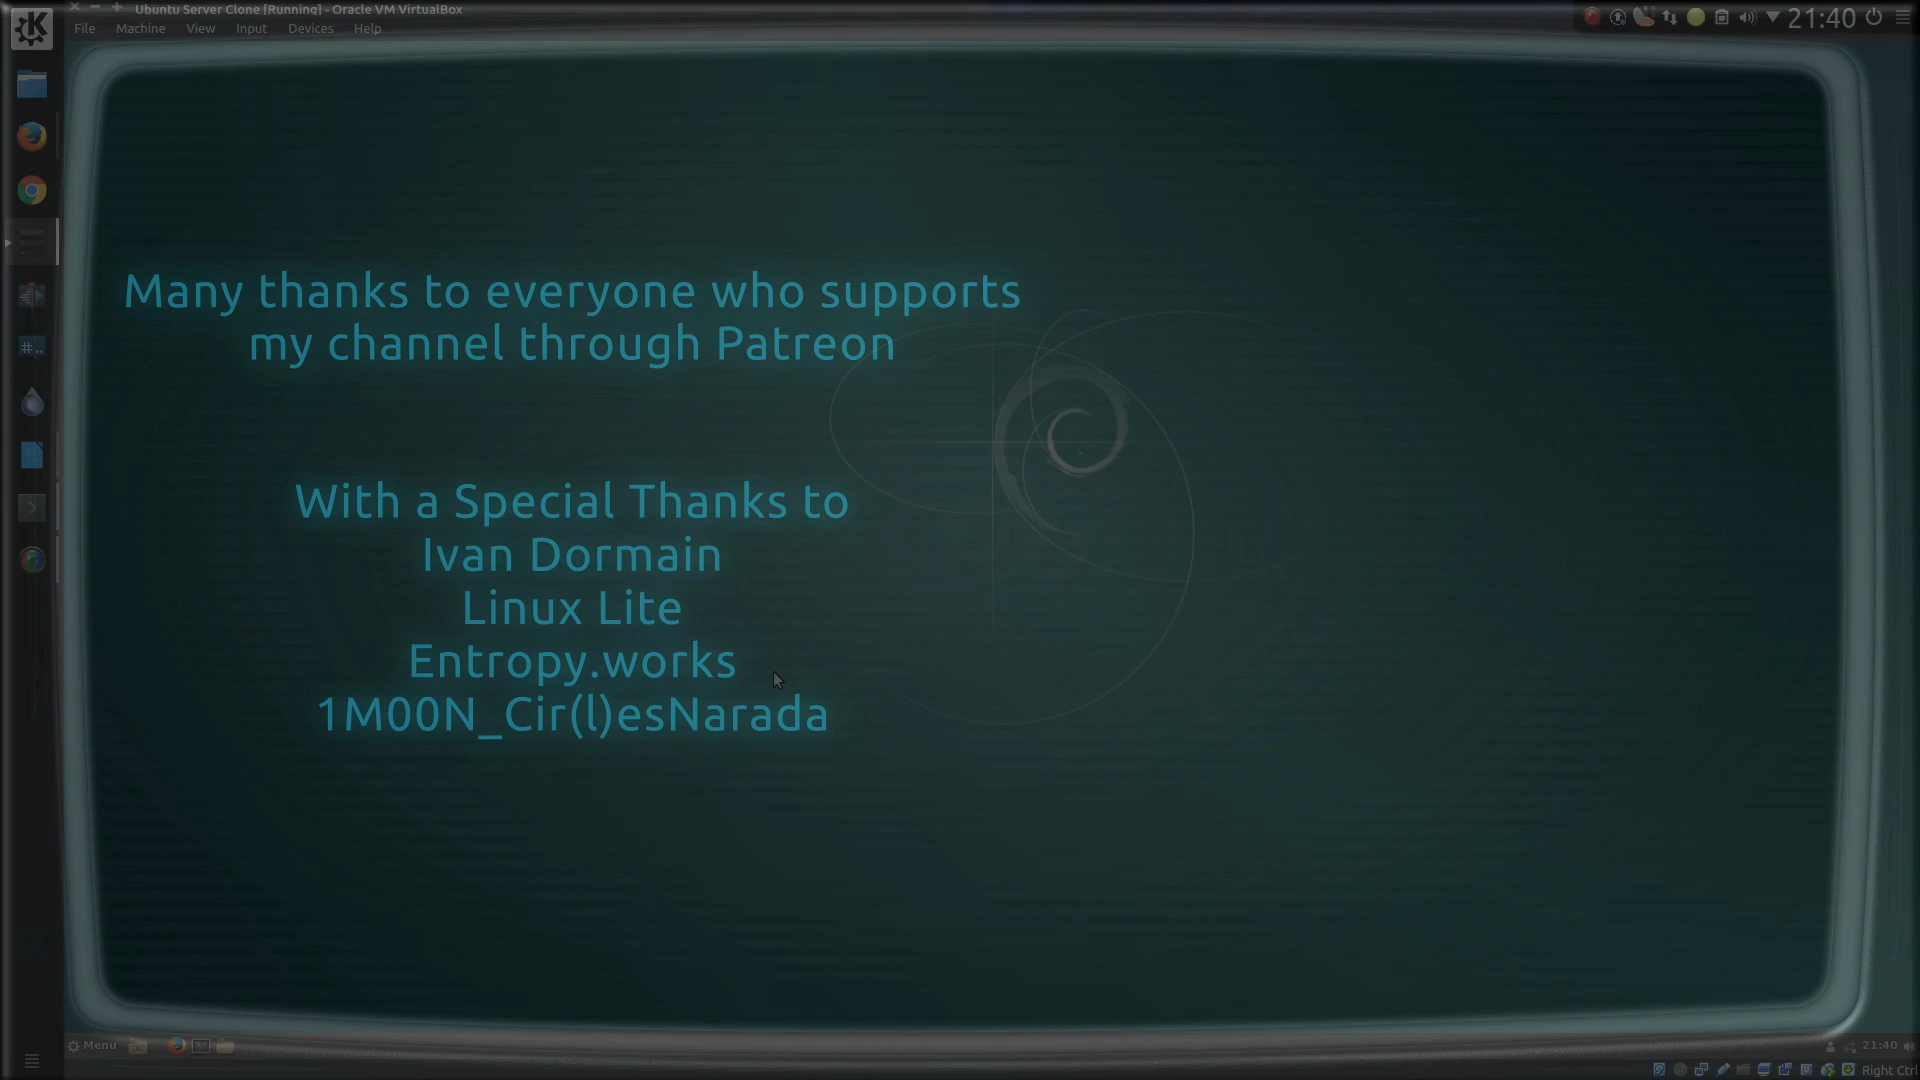 Ubuntu Server Clone [Running] - Oracle VM VirtualBox
File Machine View Input Devices Help
21:40
Many thanks to everyone who supports
my channel through Patreon
With a Special Thanks to
Ivan Dormain
Linux Lite
Entropy.works
1M00N_Cir(l)esNarada
Menu
21:40
Right Ctrl